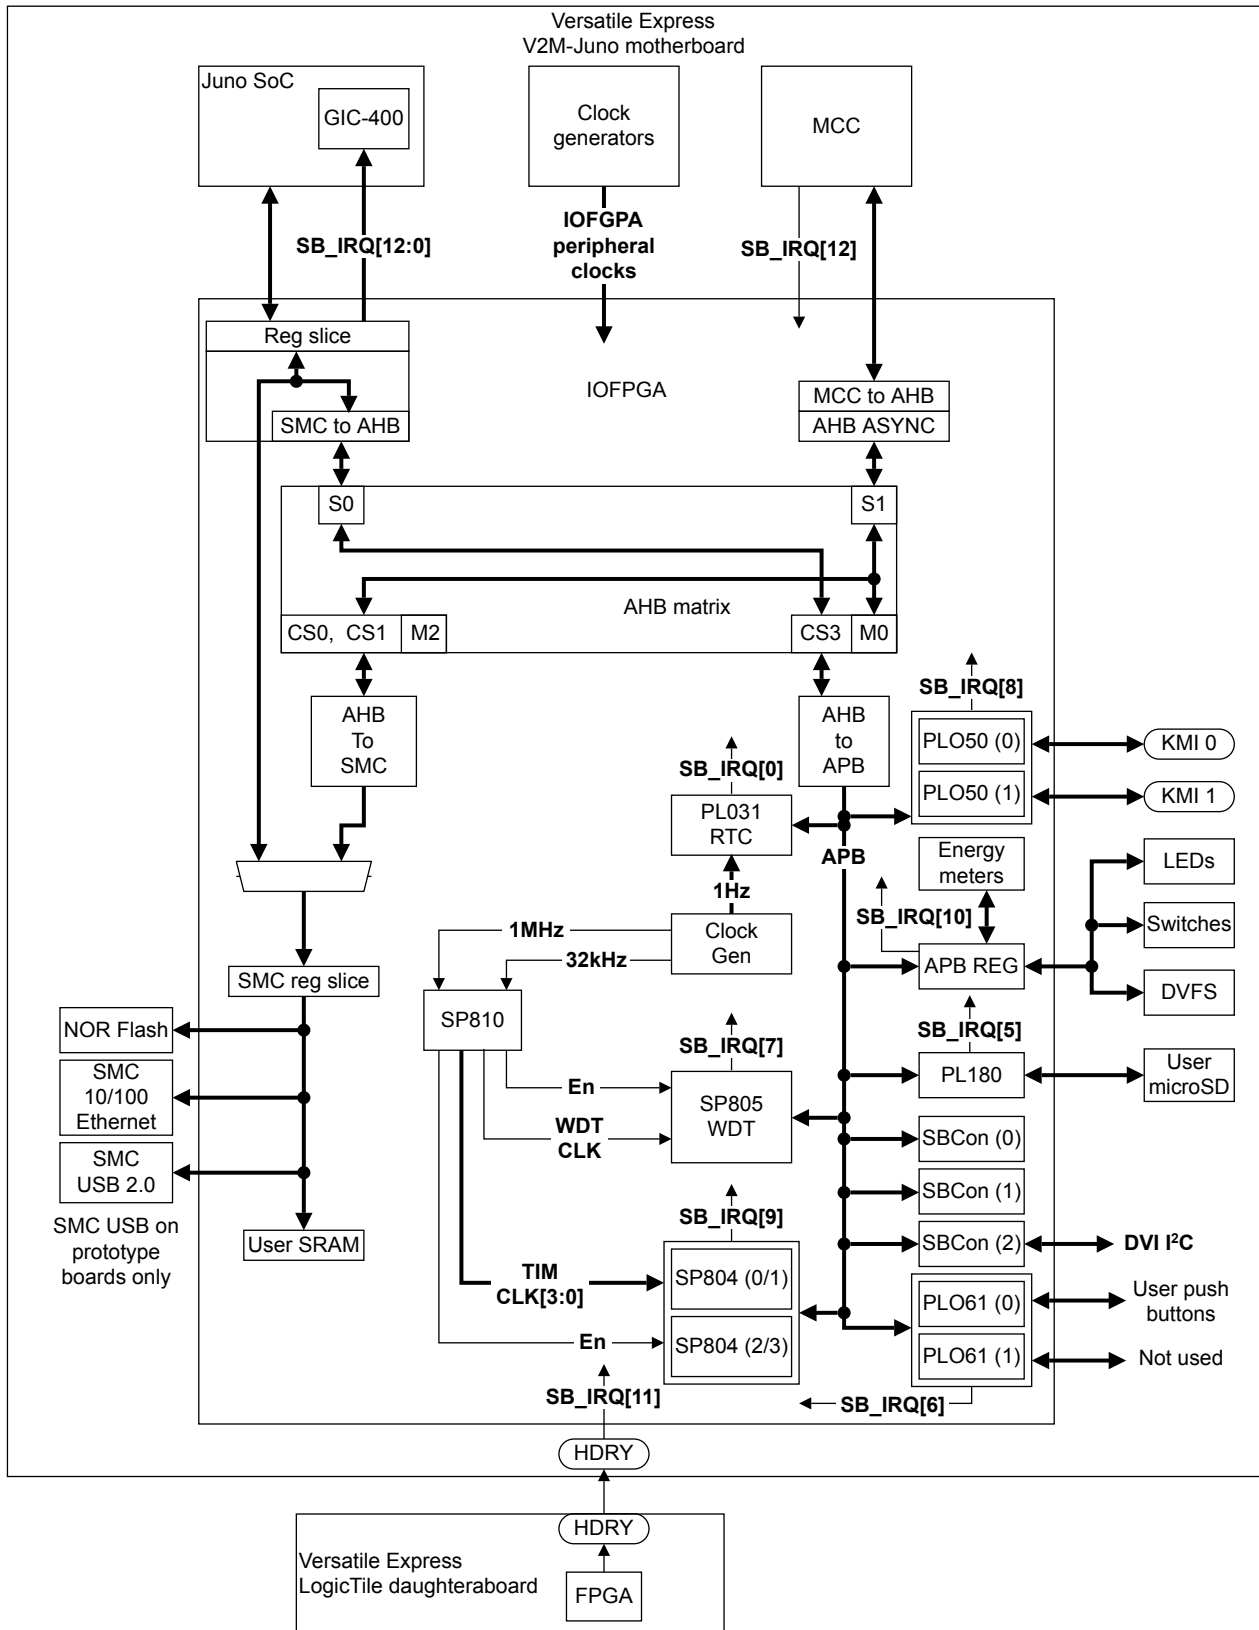 Versatile Express
V2M-Juno motherboard
Juno SoC
GIC-400
Clock
generators
MCC
SB_IRQ[12:0]
IOFGPA
peripheral
clocks
SB_IRQ[12]
Reg slice
IOFPGA
SMC to AHB
MCC to AHB
AHB ASYNC
S0
S1
AHB matrix
CS0, CS1
M2
CS3
M0
AHB
To
SMC
AHB
to
APB
SB_IRQ[8]
PLO50 (0)
PLO50 (1)
KMI 0
KMI 1
SB_IRQ[0]
PL031
RTC
APB
1Hz
Energy
meters
LEDs
SB_IRQ[10]
Switches
1MHz
32kHz
Clock
Gen
APB REG
DVFS
SMC reg slice
SP810
NOR Flash
SB_IRQ[7]
SB_IRQ[5]
SMC
10/100
Ethernet
En
SP805
WDT
PL180
User
microSD
WDT
CLK
SBCon (0)
SMC
USB 2.0
SBCon (1)
SMC USB on
prototype
boards only
User SRAM
SB_IRQ[9]
SBCon (2)
DVI I²C
TIM
CLK[3:0]
SP804 (0/1)
PLO61 (0)
User push
buttons
En
SP804 (2/3)
PLO61 (1)
Not used
SB_IRQ[11]
SB_IRQ[6]
HDRY
HDRY
Versatile Express
LogicTile daughteraboard
FPGA